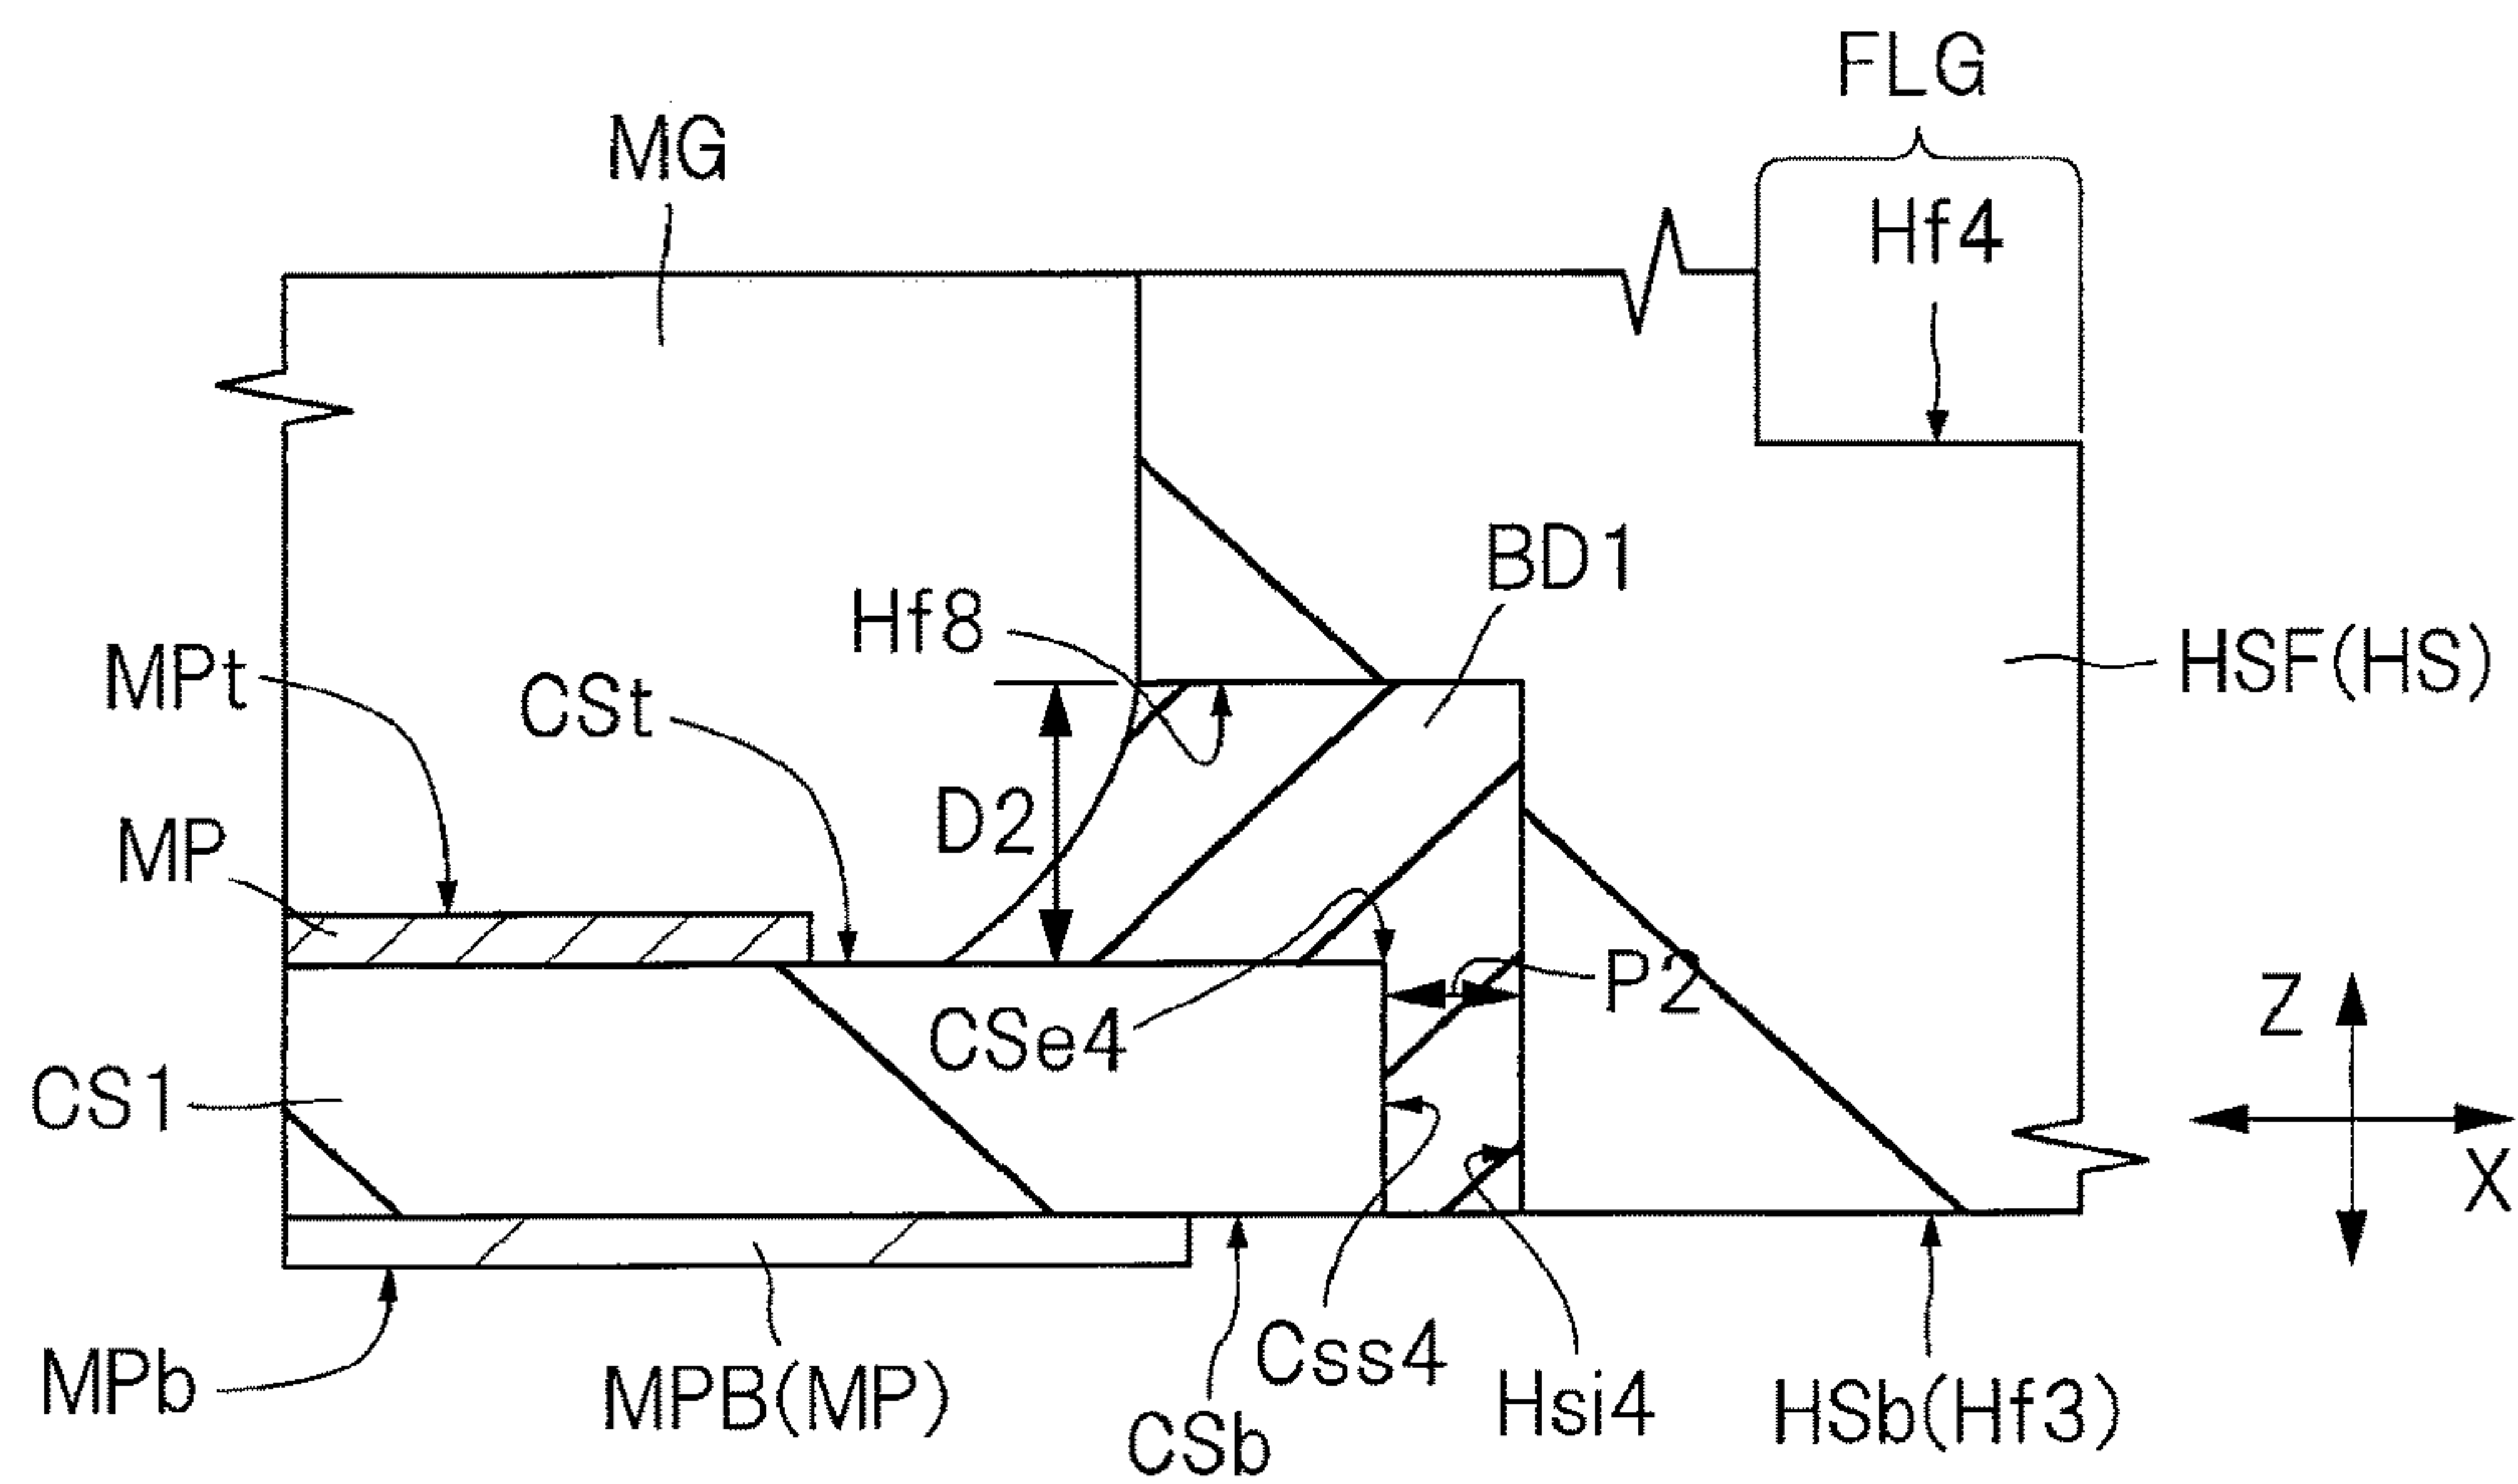 FLG
MG
Hf4
BD1
Hf8
HSF(HS)
MPt
CSt
D2
MP
P2
Z
CSe4
CS1
X
Css4
MPb
MPB(MP)
Hsi4
HSb(Hf3)
CSb